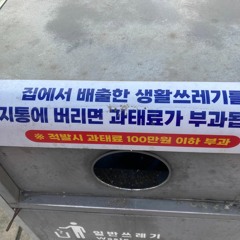 집에서 배출한 생활쓰레기를
지통에 버리면 과태료가 부과됩
※ 적발시 과태료 100만원 이하 부과
일반쓰레기